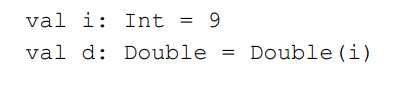 val i: Int = 9
val d: Double = Double(i)